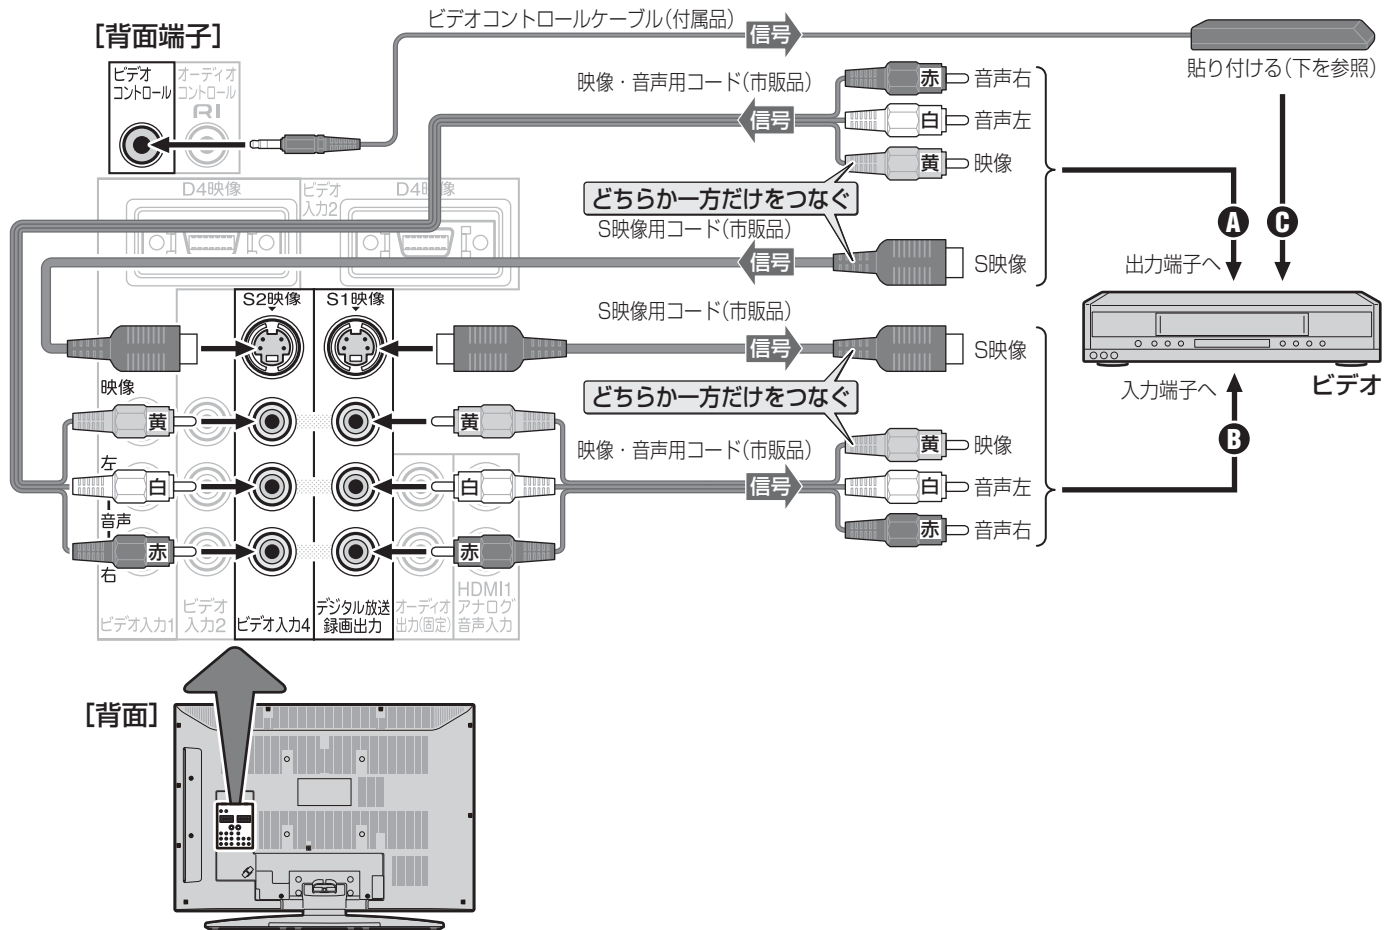 ビデオコントロールケーブル(付属品)
信号
[背面端子]
ビデオ
コントロール
オーディオ
コントロール
RI
貼り付ける(下を参照)
映像・音声用コード(市販品)
信号
赤
音声右
白
音声左
黄
映像
どちらか一方だけをつなぐ
S映像用コード(市販品)
信号
S映像
A
C
出力端子へ
D4映像
ビデオ
入力2
D4映像
S2映像
S1映像
S映像用コード(市販品)
信号
S映像
どちらか一方だけをつなぐ
入力端子へ
ビデオ
B
映像
黄
黄
映像・音声用コード(市販品)
信号
黄
映像
左
白
白
白
音声左
音声
赤
赤
赤
音声右
右
ビデオ入力1
ビデオ
入力2
ビデオ入力4
デジタル放送
録画出力
オーディオ
出力(固定)
HDMI1
アナログ
音声入力
[背面]